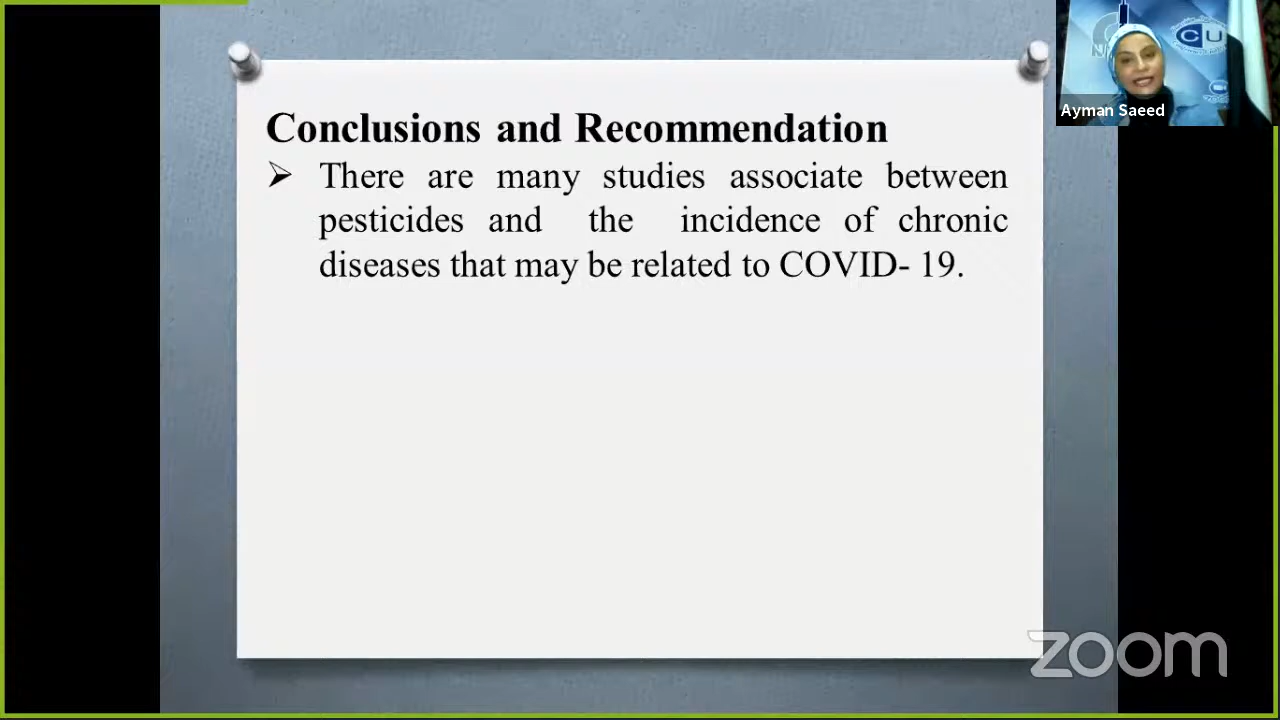 Conclusions and Recommendation
➢ There are many studies associate between
pesticides and the incidence of chronic
diseases that may be related to COVID- 19.
CU
Ayman Saeed
zoom